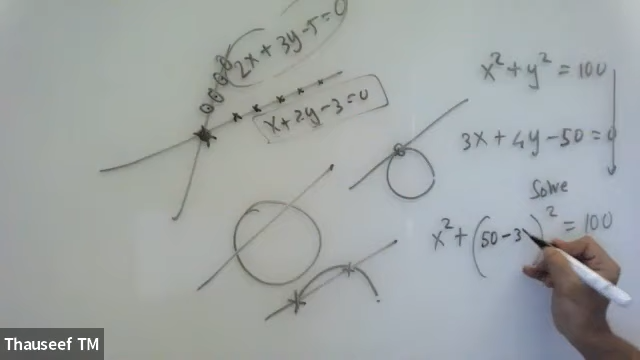 2x + 3y - 5 = 0
x + 2y - 3 = 0
x² + y² = 100
3x + 4y - 50 = 0
Solve
x² + (50 - 3 )² = 100
Thauseef TM